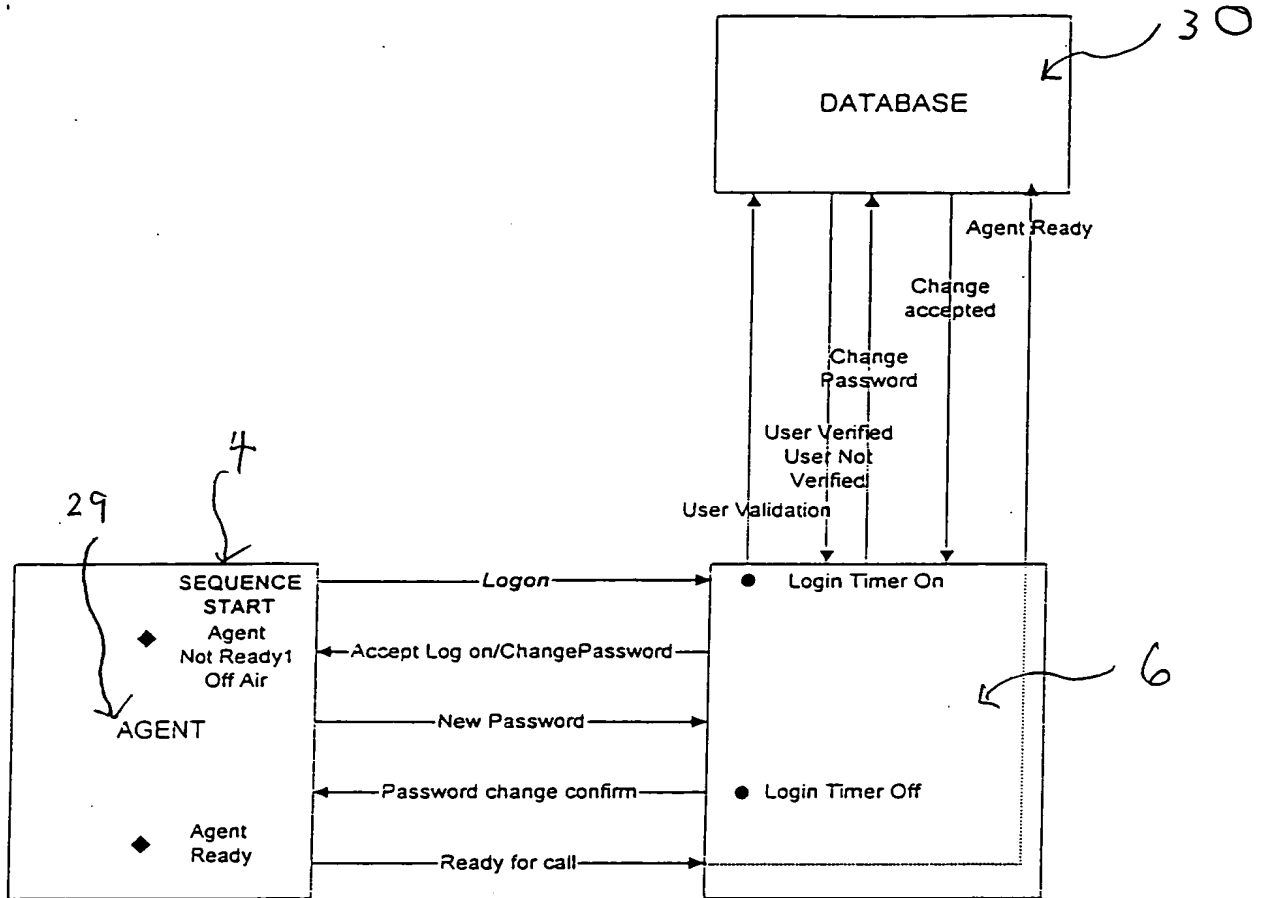 30
DATABASE
Agent Ready
Change
accepted
Change
Password
User Verified
User Not
Verified
User Validation
4
29
SEQUENCE
START
Agent
Not Ready1
Off Air
AGENT
Agent
Ready
Logon
Accept Log on/ChangePassword
New Password
Password change confirm
Ready for call
Login Timer On
6
Login Timer Off